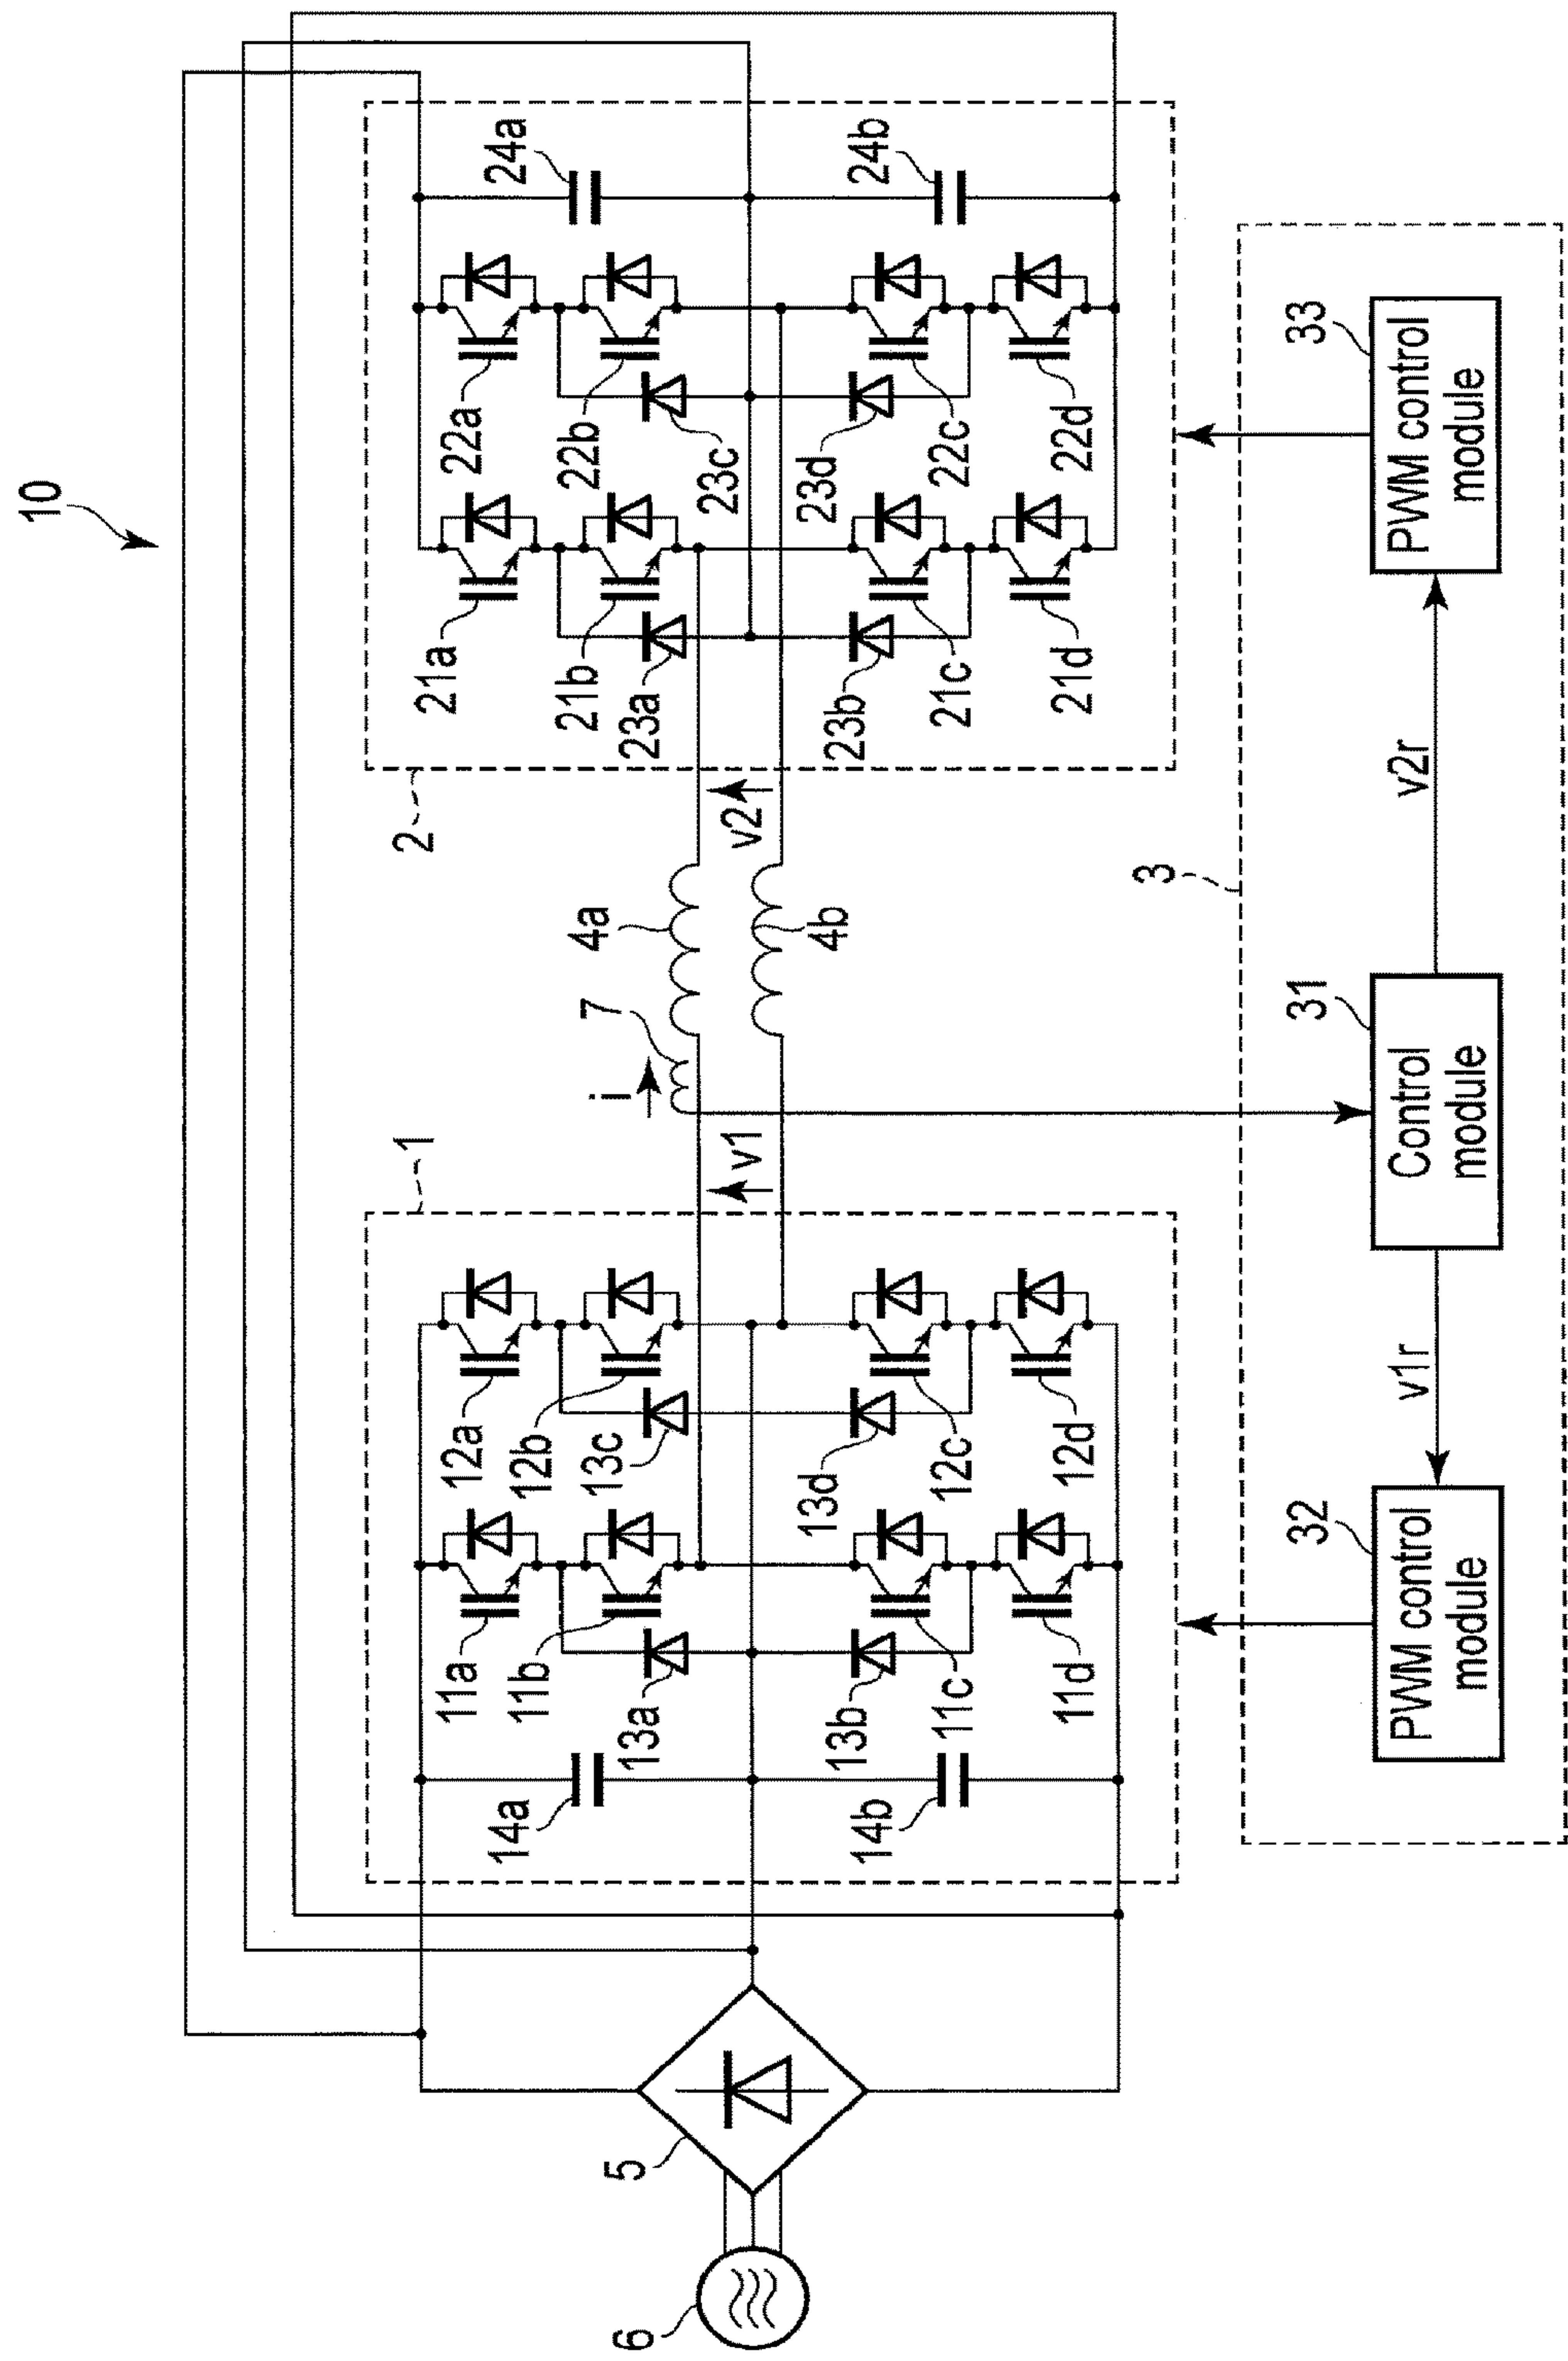 10
1
2
i
7
v1
v2
4a
4b
11a
12a
11b
12b
13a
13c
14a
14b
13b
13d
11c
12c
11d
12d
21a
22a
21b
22b
23a
23c
24a
24b
23b
23d
21c
22c
21d
22d
5
6
3
32
PWM control
module
v1r
31
Control
module
v2r
33
PWM control
module